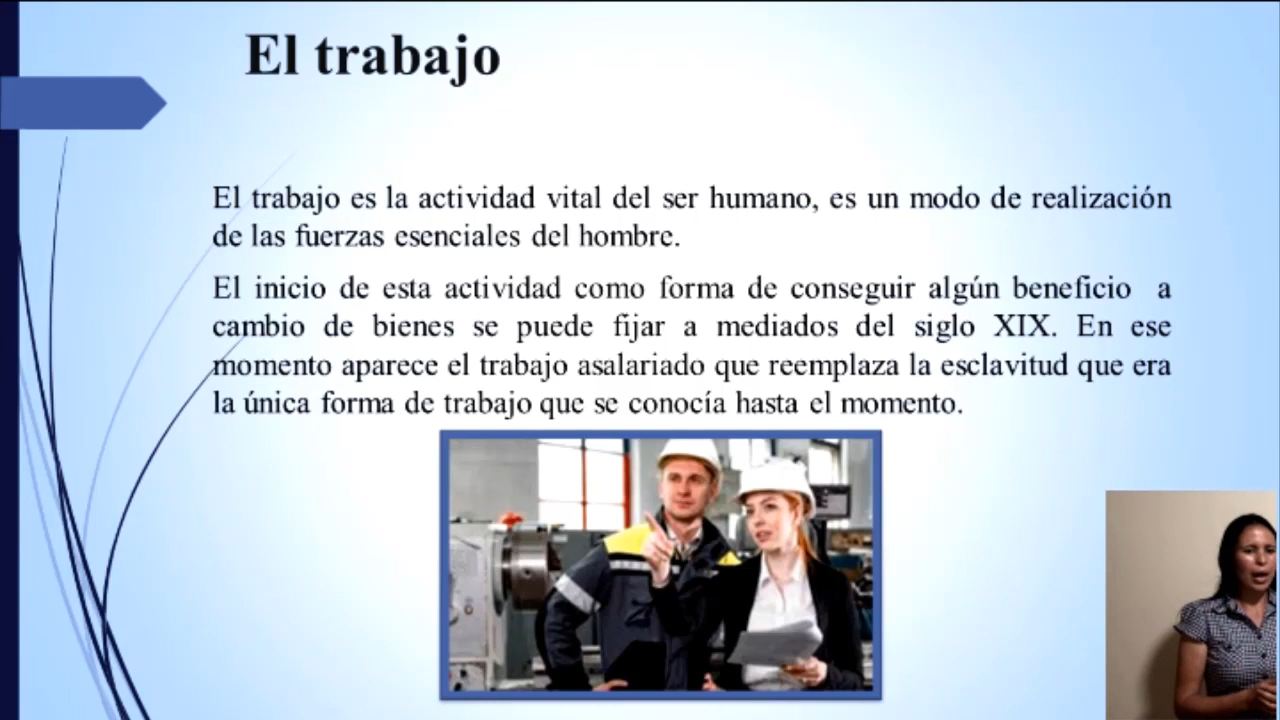 El trabajo
El trabajo es la actividad vital del ser humano, es un modo de realización
de las fuerzas esenciales del hombre.
El inicio de esta actividad como forma de conseguir algún beneficio a
cambio de bienes se puede fijar a mediados del siglo XIX. En ese
momento aparece el trabajo asalariado que reemplaza la esclavitud que era
la única forma de trabajo que se conocía hasta el momento.